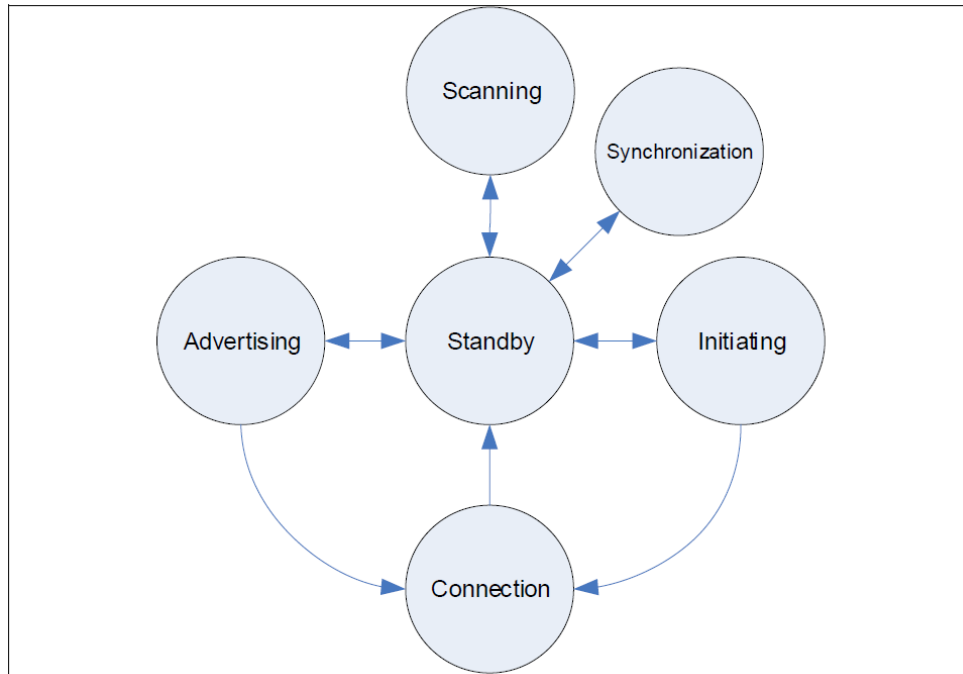 Scanning
Synchronization
Advertising
Standby
Initiating
Connection